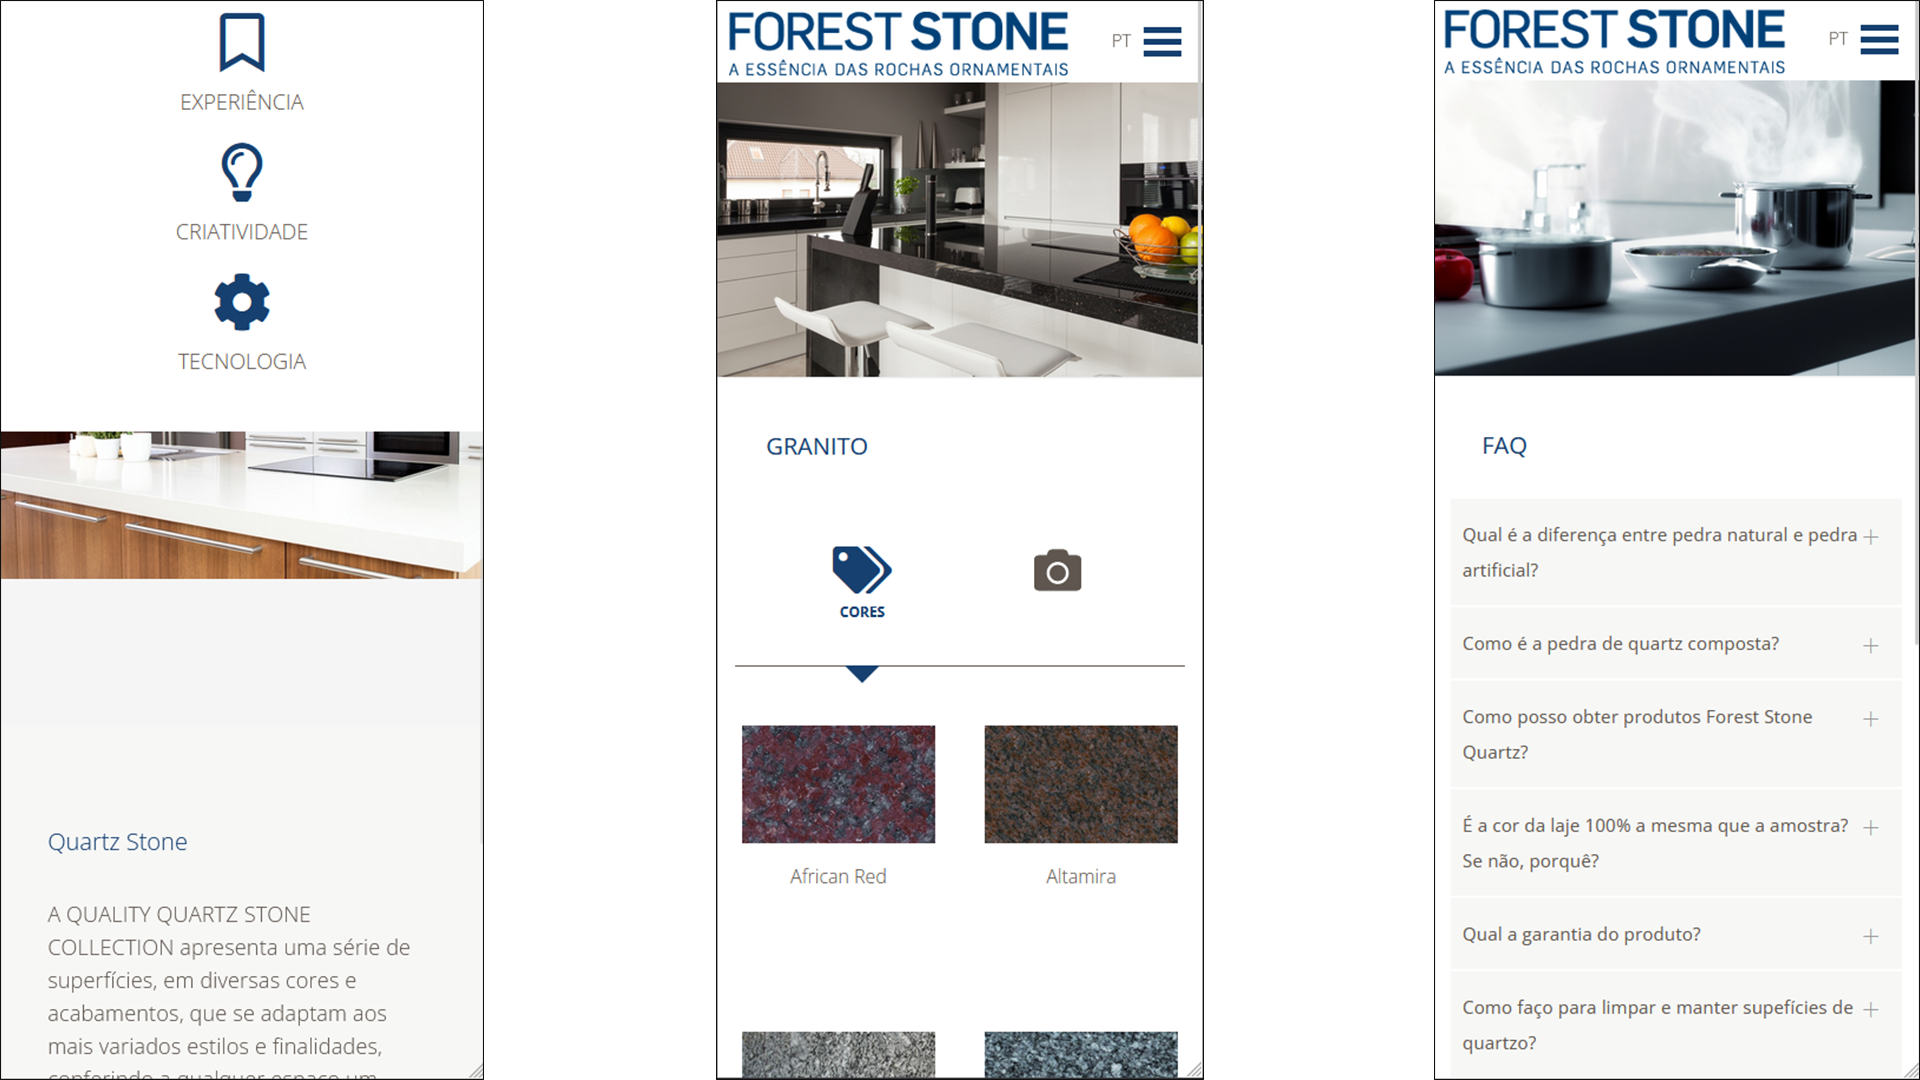 EXPERIÊNCIA
CRIATIVIDADE
TECNOLOGIA
Quartz Stone
A QUALITY QUARTZ STONE
COLLECTION apresenta uma série de
superfícies, em diversas cores e
acabamentos, que se adaptam aos
mais variados estilos e finalidades,
conferindo a qualquer espaço um
FOREST STONE
A ESSÊNCIA DAS ROCHAS ORNAMENTAIS
PT
GRANITO
CORES
African Red
Altamira
FOREST STONE
A ESSÊNCIA DAS ROCHAS ORNAMENTAIS
PT
FAQ
Qual é a diferença entre pedra natural e pedra
artificial?
Como é a pedra de quartz composta?
Como posso obter produtos Forest Stone
Quartz?
É a cor da laje 100% a mesma que a amostra?
Se não, porquê?
Qual a garantia do produto?
Como faço para limpar e manter supefícies de
quartzo?